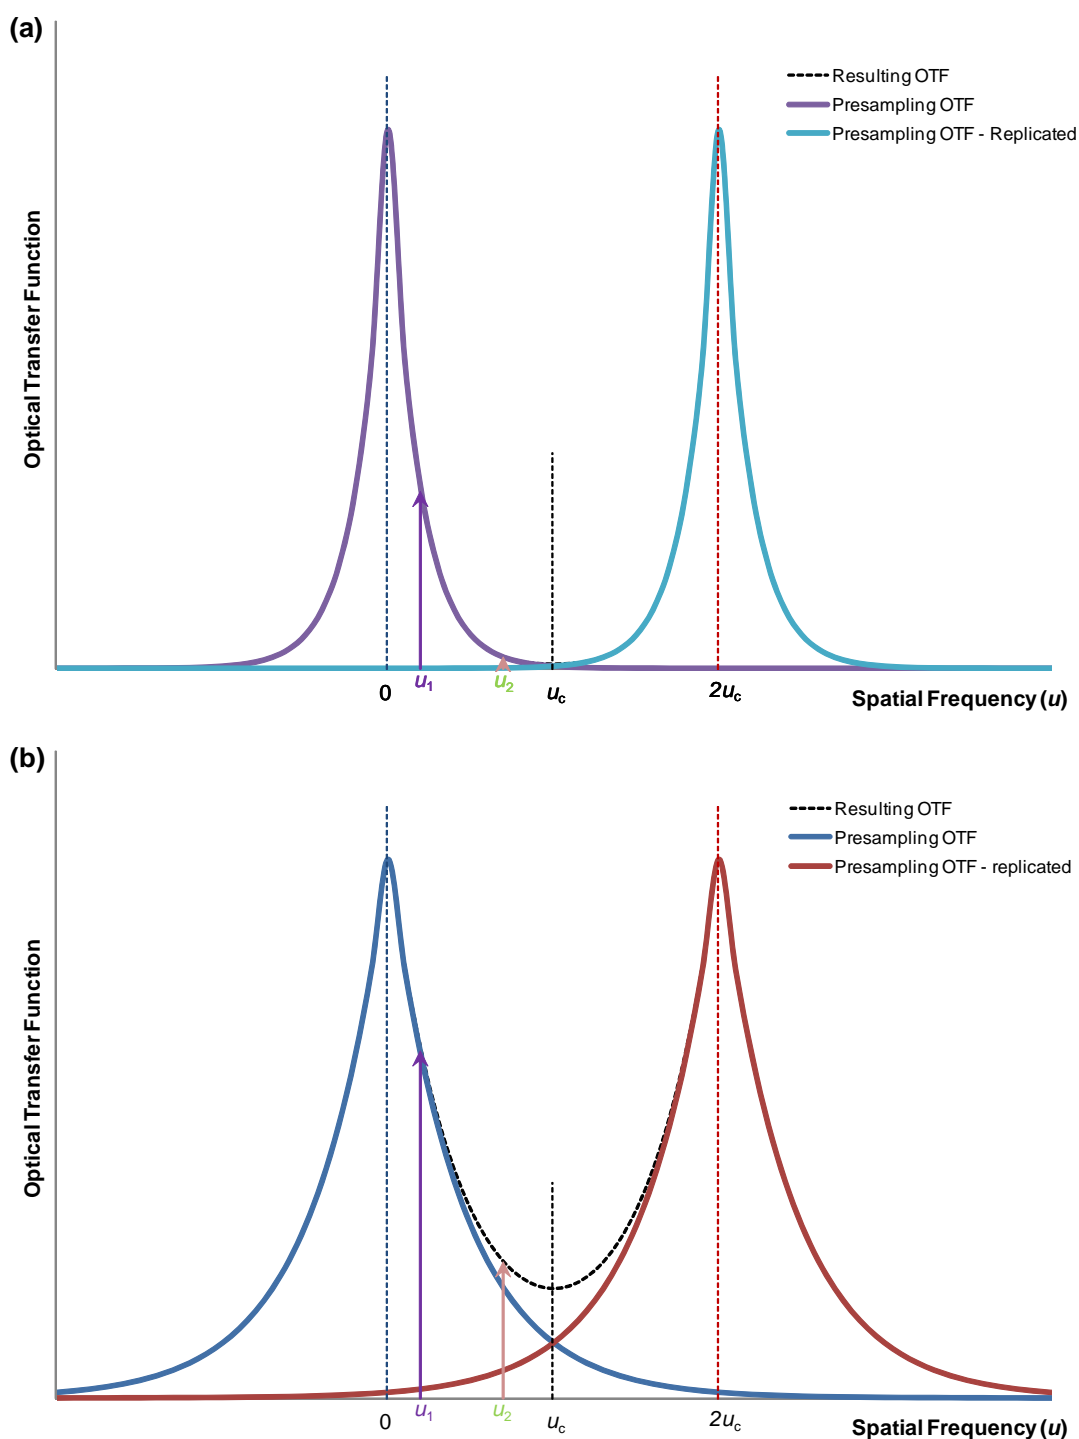 (a)
Resulting OTF
Presampling OTF
Presampling OTF - Replicated
Optical Transfer Function
0
u1
u2
uc
2uc
Spatial Frequency (u)
(b)
Resulting OTF
Presampling OTF
Presampling OTF - replicated
Optical Transfer Function
0
u1
u2
uc
2uc
Spatial Frequency (u)